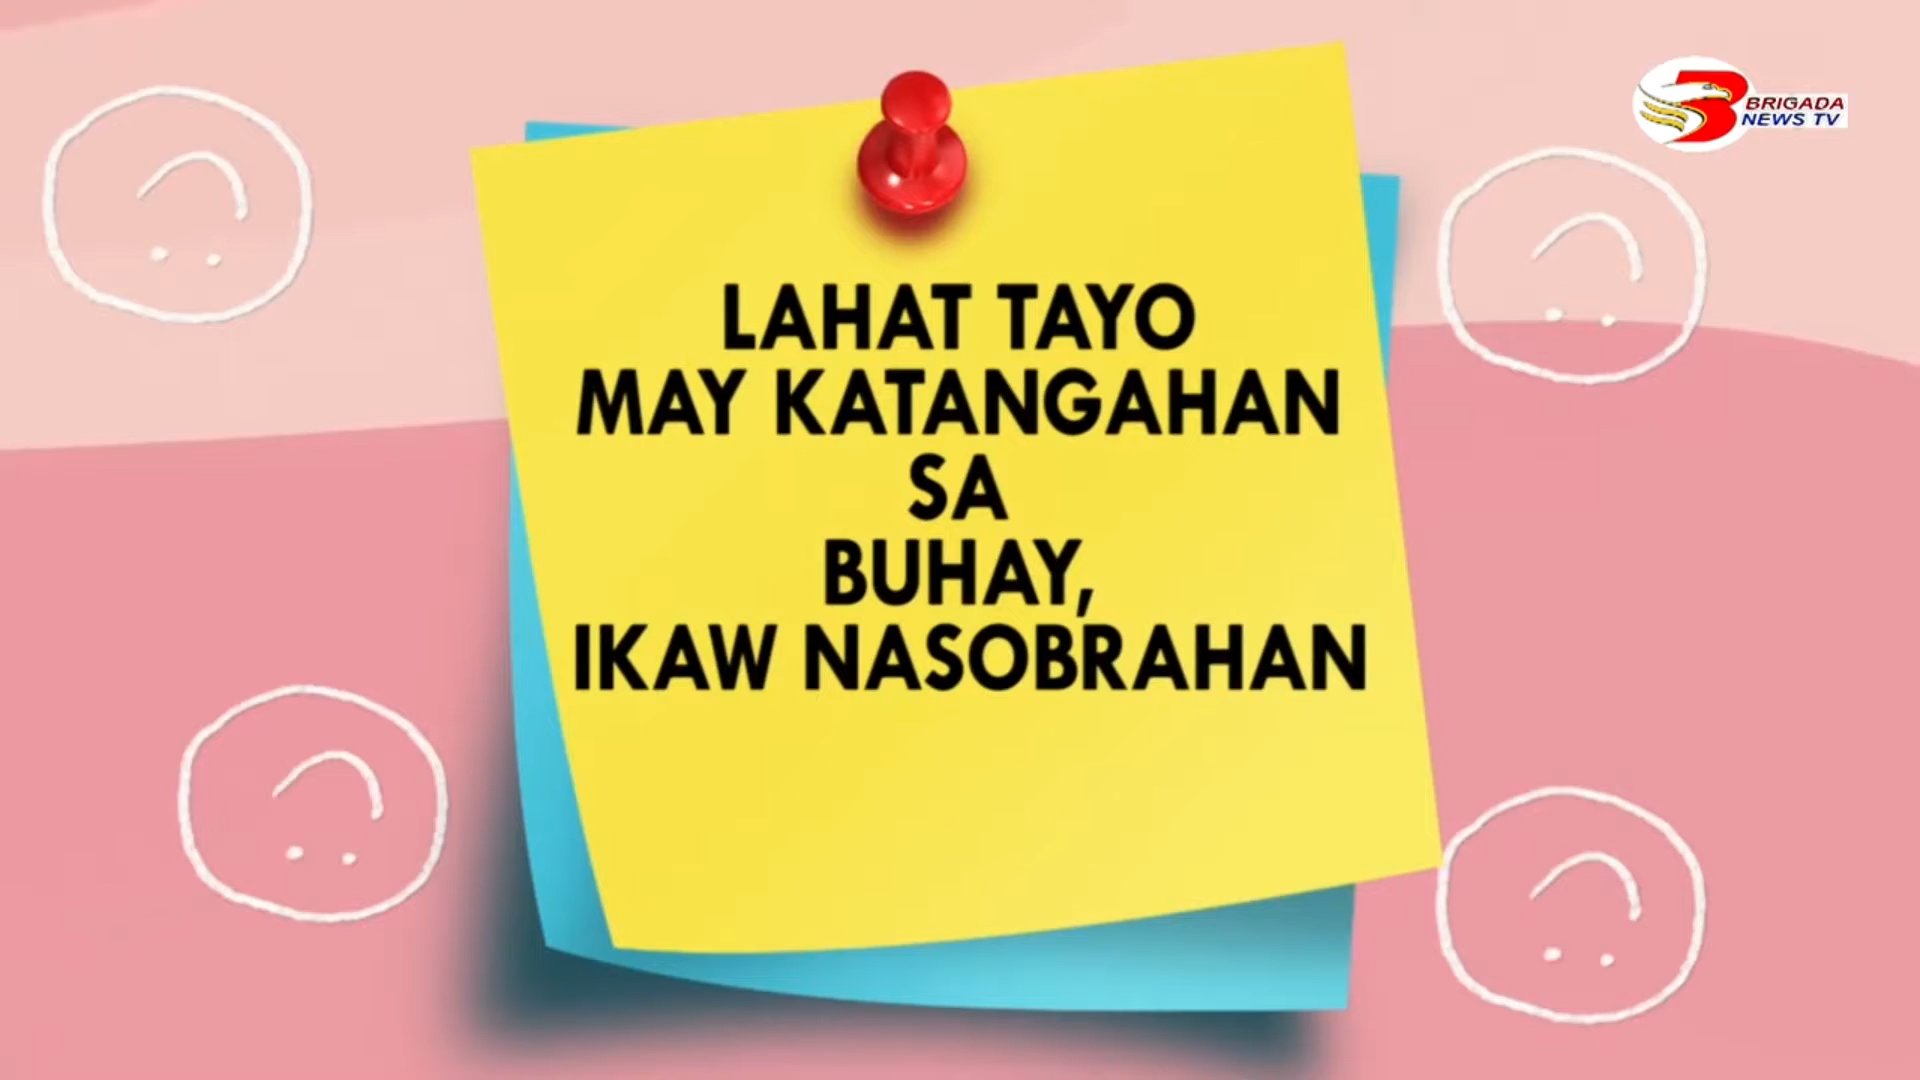 BRIGADA
NEWS TV
LAHAT TAYO
MAY KATANGAHAN
SA
BUHAY,
IKAW NASOBRAHAN